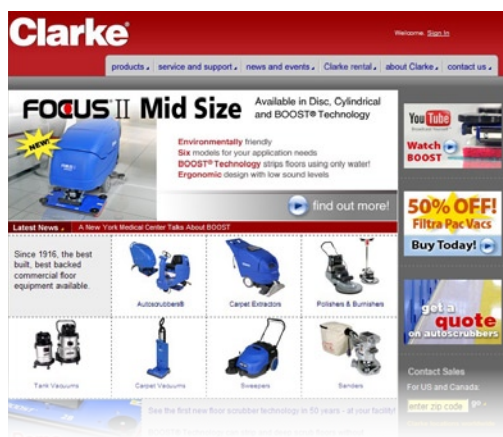 Clarke®
Welcome. Sign In
products
service and support
news and events
Clarke rental
about Clarke
contact us
FOCUS® II Mid Size
Available in Disc, Cylindrical
and BOOST® Technology
NEW!
Environmentally friendly
Six models for your application needs
BOOST® Technology strips floors using only water!
Ergonomic design with low sound levels
find out more!
You Tube
Broadcast Yourself
Watch
BOOST
50% OFF!
Filtra Pac Vacs
Buy Today!
get a
quote
on autoscrubbers
Latest News
A New York Medical Center Talks About BOOST
Since 1916, the best
built, best backed
commercial floor
equipment available.
Autoscrubbers®
Carpet Extractors
Polishers & Burnishers
Tank Vacuums
Carpet Vacuums
Sweepers
Sanders
Contact Sales
For US and Canada:
enter zip code
go
See the first new floor scrubber technology in 50 years - at your facility!